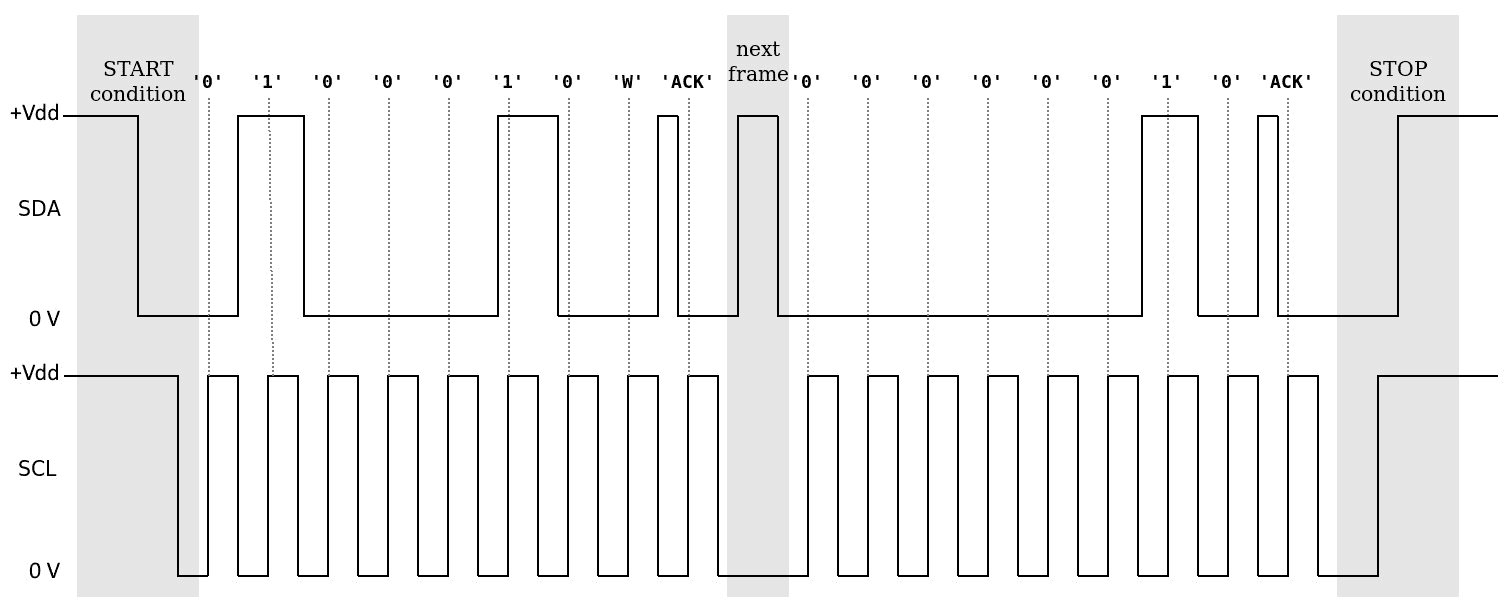 START
condition
next
frame
STOP
condition
'0' '1' '0' '0' '0' '1' '0' 'W' 'ACK' '0' '0' '0' '0' '0' '0' '1' '0' 'ACK'
+Vdd
SDA
0 V
+Vdd
SCL
0 V